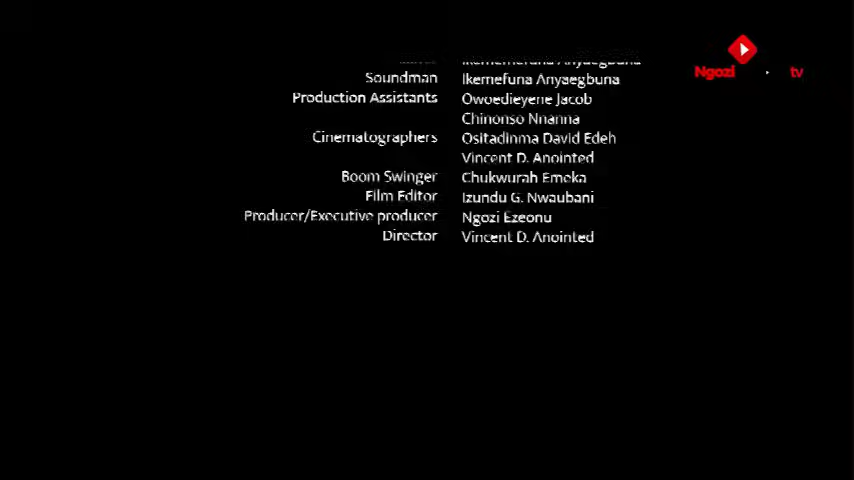 Soundman Ikemefuna Anyaegbuna
Production Assistants Owoedieyene Jacob
Chinonso Nnanna
Cinematographers Ositadinma David Edeh
Vincent D. Anointed
Boom Swinger Chukwurah Emeka
Film Editor Izundu G. Nwaubani
Producer/Executive producer Ngozi Ezeonu
Director Vincent D. Anointed
Ngozi tv